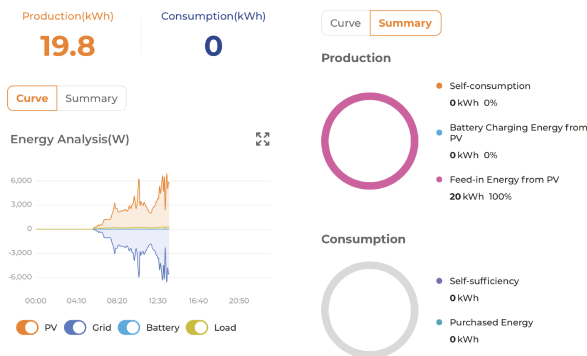 Production(kWh)
19.8
Consumption(kWh)
0
Curve
Summary
Energy Analysis(W)
6,000
3,000
0
-3,000
-6,000
00:00
04:10
08:20
12:30
16:40
20:50
PV
Grid
Battery
Load
Curve
Summary
Production
Self-consumption
0 kWh 0%
Battery Charging Energy from
PV
0 kWh 0%
Feed-in Energy from PV
20 kWh 100%
Consumption
Self-sufficiency
0 kWh
Purchased Energy
0 kWh